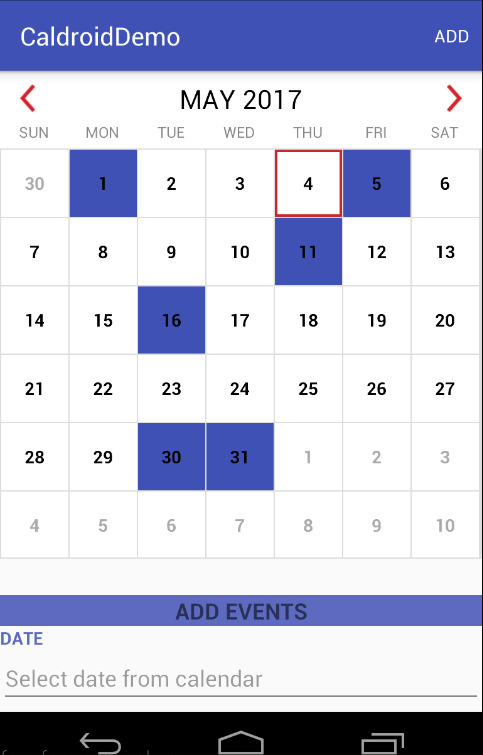 CaldroidDemo ADD
MAY 2017
SUN MON TUE WED THU FRI SAT
30 1 2 3 4 5 6
7 8 9 10 11 12 13
14 15 16 17 18 19 20
21 22 23 24 25 26 27
28 29 30 31 1 2 3
4 5 6 7 8 9 10
ADD EVENTS
DATE
Select date from calendar